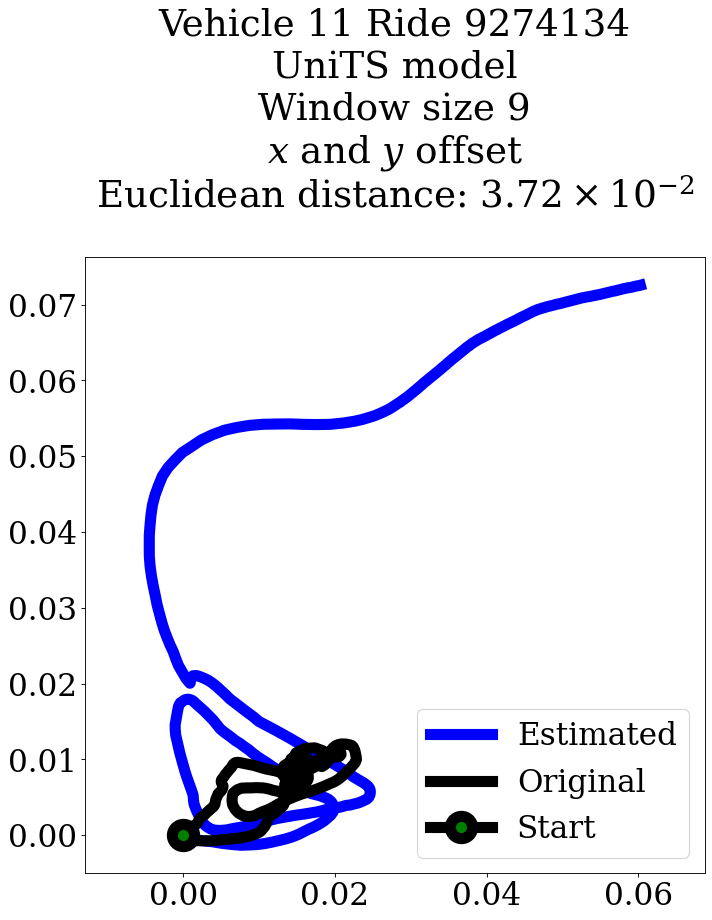 Vehicle 11 Ride 9274134
UniTS model
Window size 9
x and y offset
Euclidean distance: 3.72 × 10⁻²
0.07
0.06
0.05
0.04
0.03
0.02
0.01
0.00
Estimated
Original
Start
0.00 0.02 0.04 0.06